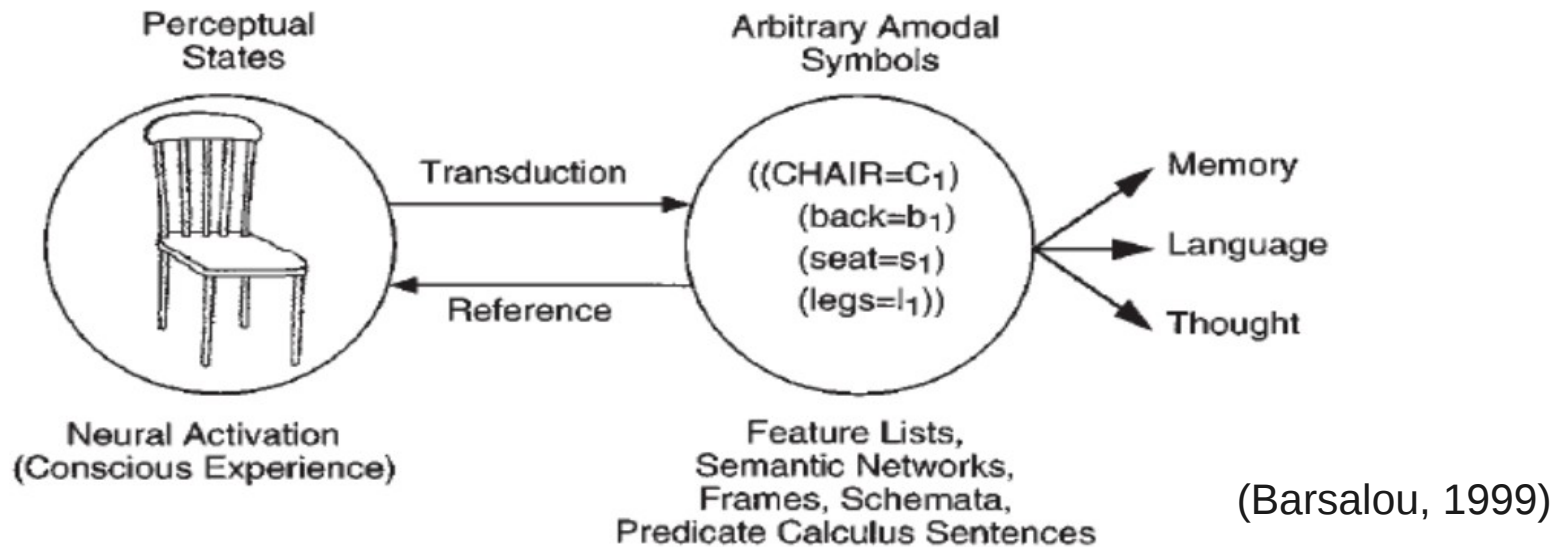 Perceptual
States
Arbitrary Amodal
Symbols
Transduction
Reference
((CHAIR=C₁)
(back=b₁)
(seat=s₁)
(legs=l₁))
Memory
Language
Thought
Neural Activation
(Conscious Experience)
Feature Lists,
Semantic Networks,
Frames, Schemata,
Predicate Calculus Sentences
(Barsalou, 1999)